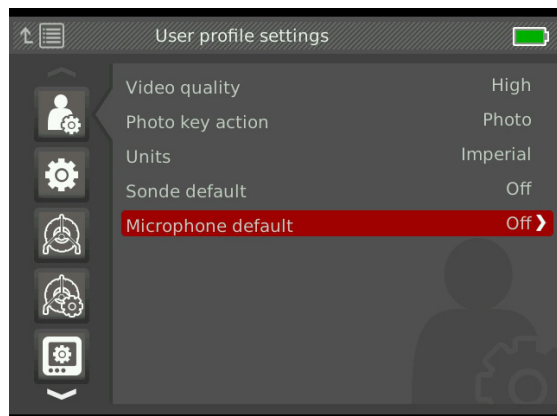 User profile settings
Video quality High
Photo key action Photo
Units Imperial
Sonde default Off
Microphone default Off